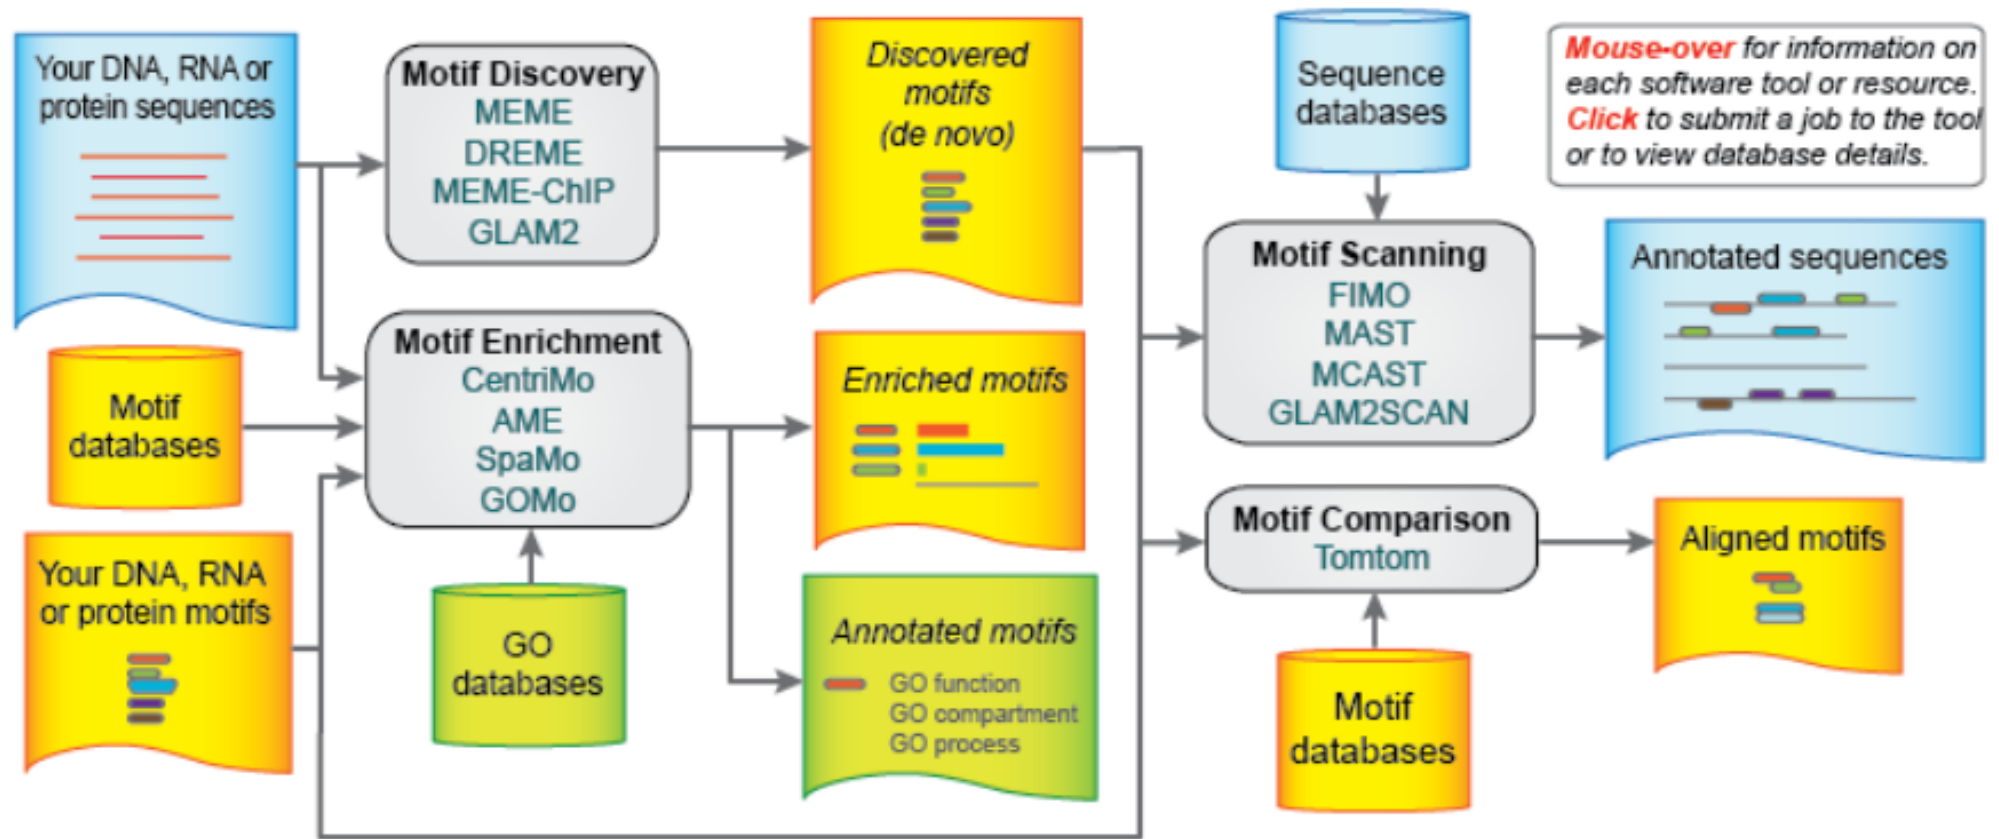 Your DNA, RNA or
protein sequences
Motif
databases
Your DNA, RNA
or protein motifs
Motif Discovery
MEME
DREME
MEME-ChIP
GLAM2
Motif Enrichment
CentriMo
AME
SpaMo
GOMo
GO
databases
Discovered
motifs
(de novo)
Enriched motifs
Annotated motifs
GO function
GO compartment
GO process
Sequence
databases
Motif Scanning
FIMO
MAST
MCAST
GLAM2SCAN
Motif Comparison
Tomtom
Motif
databases
Mouse-over for information on
each software tool or resource.
Click to submit a job to the tool
or to view database details.
Annotated sequences
Aligned motifs